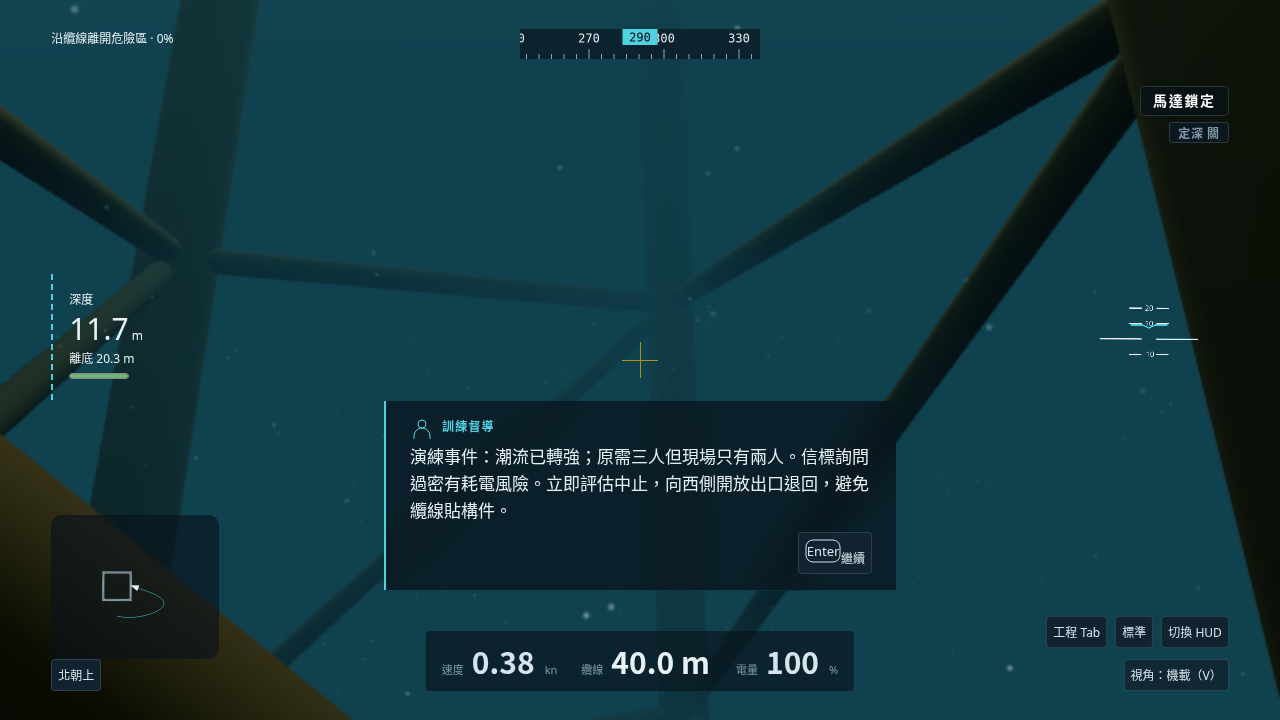 沿纜線離開危險區 · 0%
270
290
300
330
馬達鎖定
定深 關
深度
11.7 m
離底 20.3 m
20
10
10
訓練督導
演練事件：潮流已轉強；原需三人但現場只有兩人。信標詢問
過密有耗電風險。立即評估中止，向西側開放出口退回，避免
纜線貼構件。
Enter 繼續
速度 0.38 kn 纜線 40.0 m 電量 100 %
北朝上
工程 Tab
標準
切換 HUD
視角：機載（V）